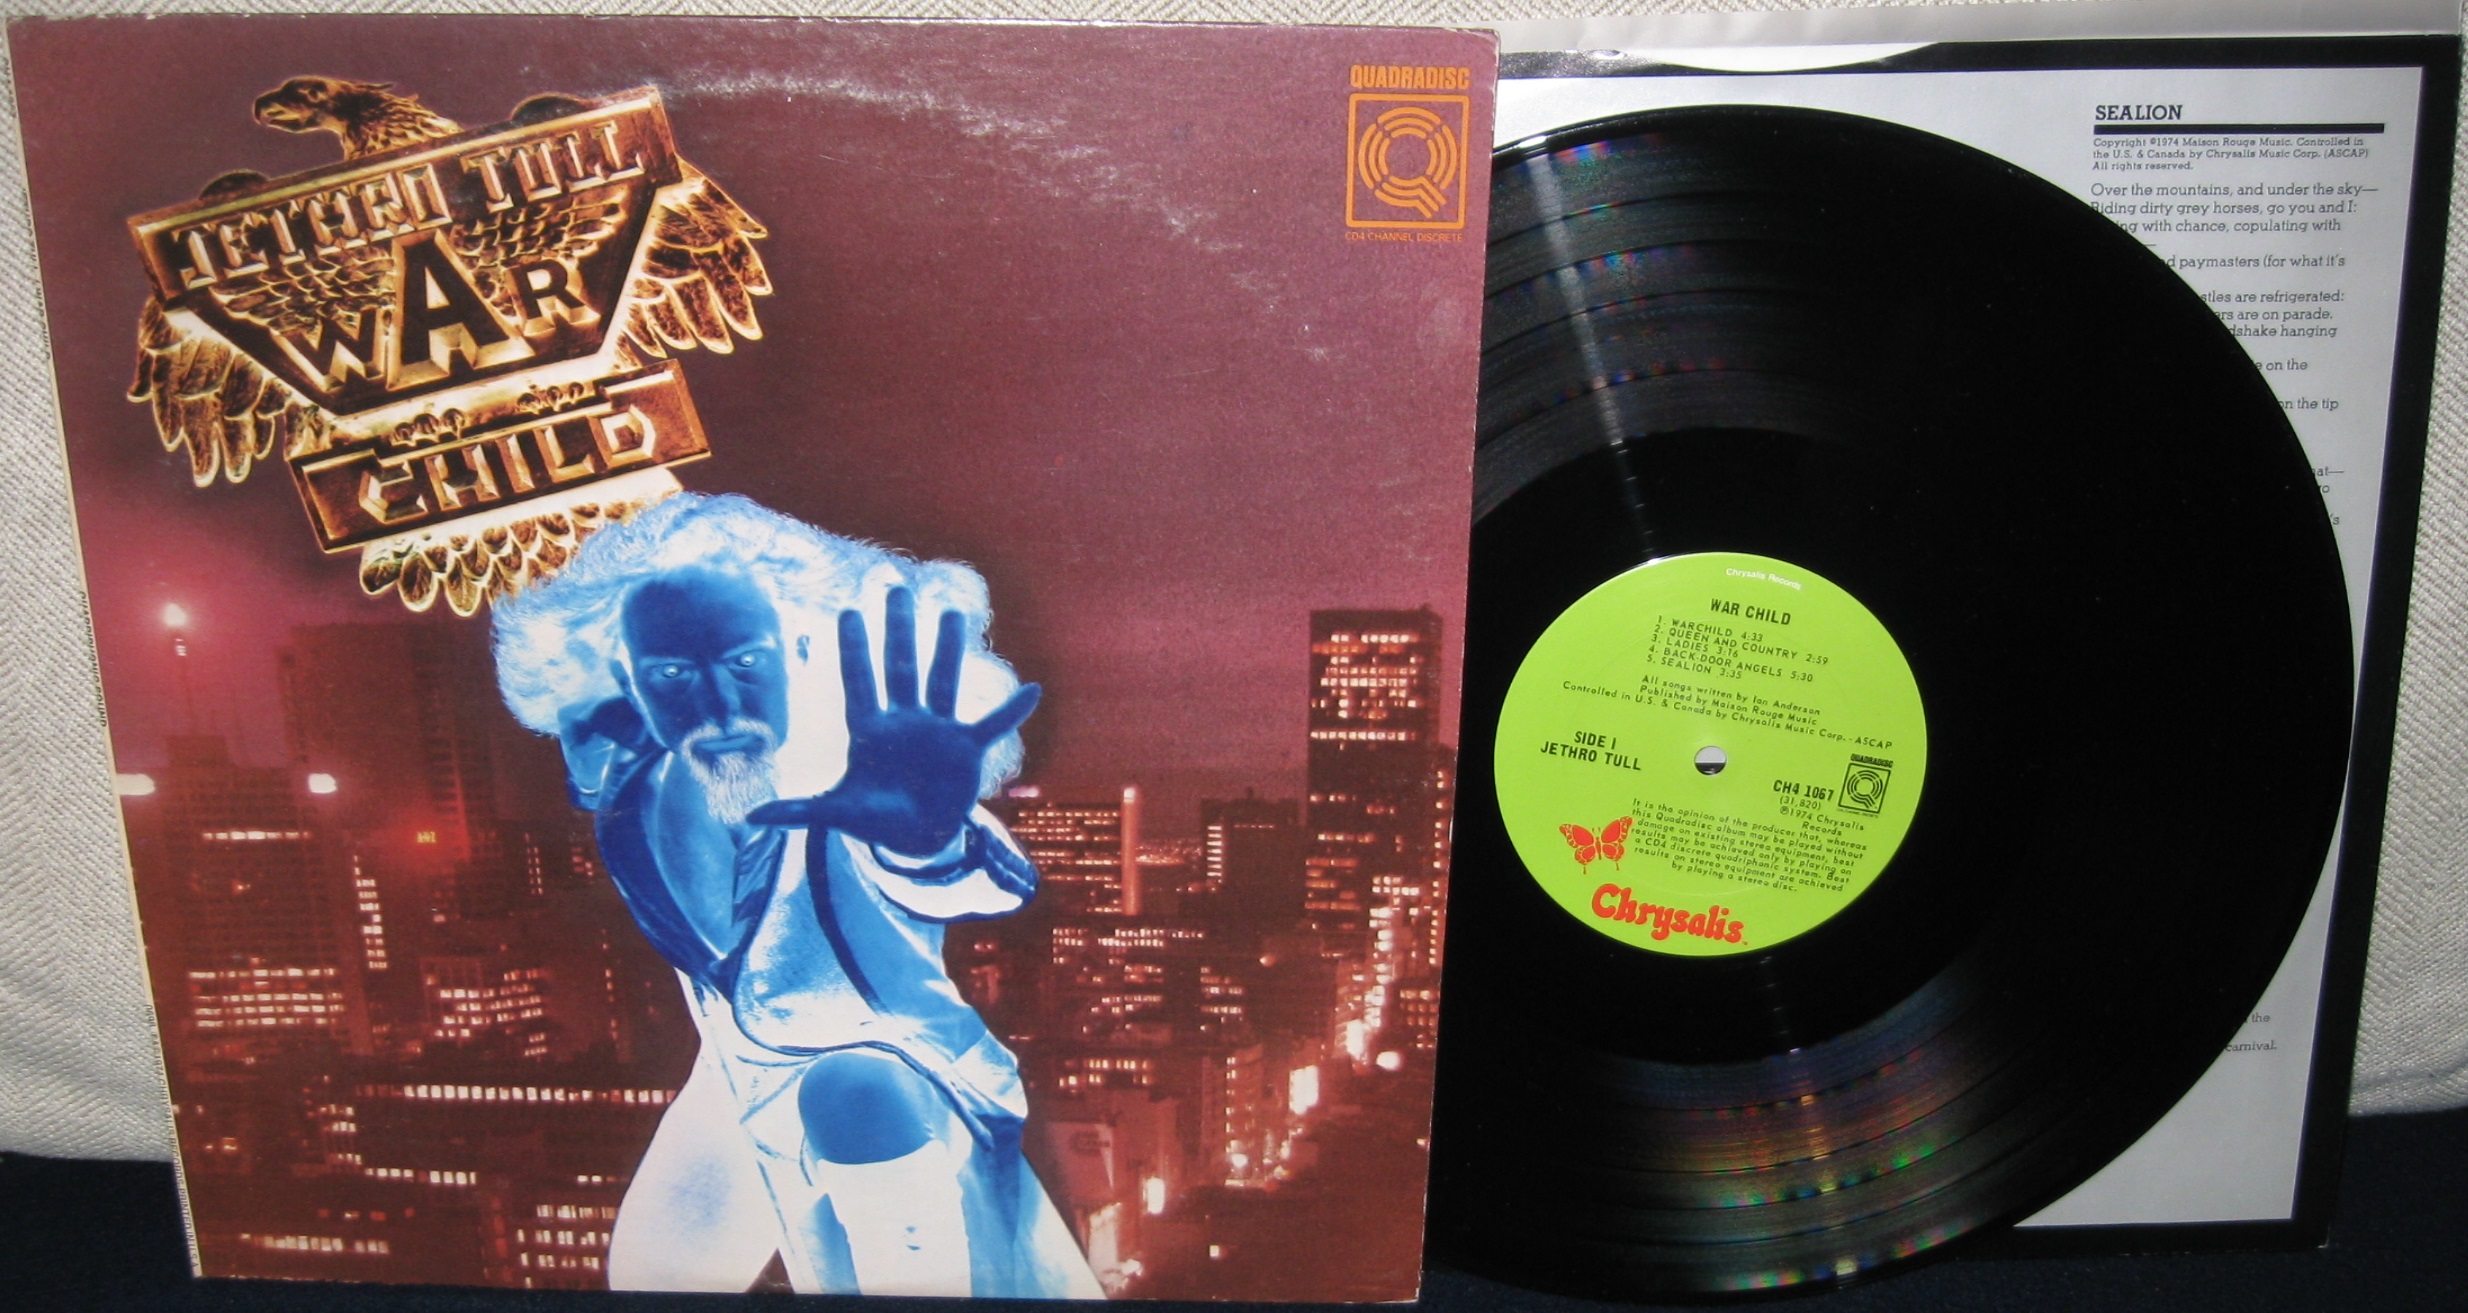 JETHRO TULL
WAR
CHILD
QUADRADISC
CD4 CHANNEL DISCRETE
SEALION
Copyright ©1974 Maison Rouge Music. Controlled in
the U.S. & Canada by Chrysalis Music Corp. (ASCAP)
All rights reserved.
Over the mountains, and under the sky—
Riding dirty grey horses, go you and I:
with chance, copulating with
paymasters (for what it's
are refrigerated:
are on parade.
hanging
on the
on the tip
the
carnival.
Chrysalis Records
WAR CHILD
1. WARCHILD 4:33
2. QUEEN AND COUNTRY 2:59
3. LADIES 3:16
4. BACK-DOOR ANGELS 5:30
5. SEALION 3:35
All songs written by Ian Anderson
Published by Maison Rouge Music
Controlled in U.S. & Canada by Chrysalis Music Corp. - ASCAP
SIDE 1
JETHRO TULL
QUADRADISC
CH4 1067
(31,820)
℗1974 Chrysalis
Records
It is the opinion of the producer that, whereas
this Quadradisc album may be played without
damage on existing stereo equipment, best
results may be achieved only by playing on
a CD4 discrete quadriphonic system. Best
results on stereo equipment are achieved
by playing a stereo disc.
Chrysalis